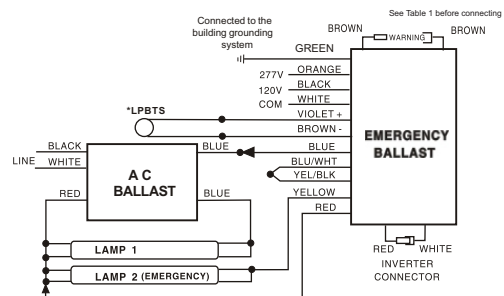 See Table 1 before connecting
Connected to the
building grounding
system
BROWN
WARNING
BROWN
GREEN
277V
ORANGE
120V
BLACK
COM
WHITE
*LPBTS
VIOLET +
BROWN -
EMERGENCY
BALLAST
BLACK
LINE
WHITE
A C
BALLAST
BLUE
BLUE
BLU/WHT
YEL/BLK
RED
BLUE
YELLOW
RED
LAMP 1
LAMP 2 (EMERGENCY)
RED
WHITE
INVERTER
CONNECTOR